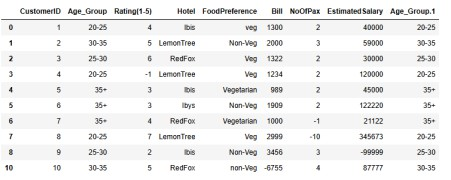 CustomerID Age_Group Rating(1-5) Hotel FoodPreference Bill NoOfPax EstimatedSalary Age_Group.1
0 1 20-25 4 Ibis veg 1300 2 40000 20-25
1 2 30-35 5 LemonTree Non-Veg 2000 3 59000 30-35
2 3 25-30 6 RedFox Veg 1322 2 30000 25-30
3 4 20-25 -1 LemonTree Veg 1234 2 120000 20-25
4 5 35+ 3 Ibis Vegetarian 989 2 45000 35+
5 6 35+ 3 Ibys Non-Veg 1909 2 122220 35+
6 7 35+ 4 RedFox Vegetarian 1000 -1 21122 35+
7 8 20-25 7 LemonTree Veg 2999 -10 345673 20-25
8 9 25-30 2 Ibis Non-Veg 3456 3 -99999 25-30
10 10 30-35 5 RedFox non-Veg -6755 4 87777 30-35